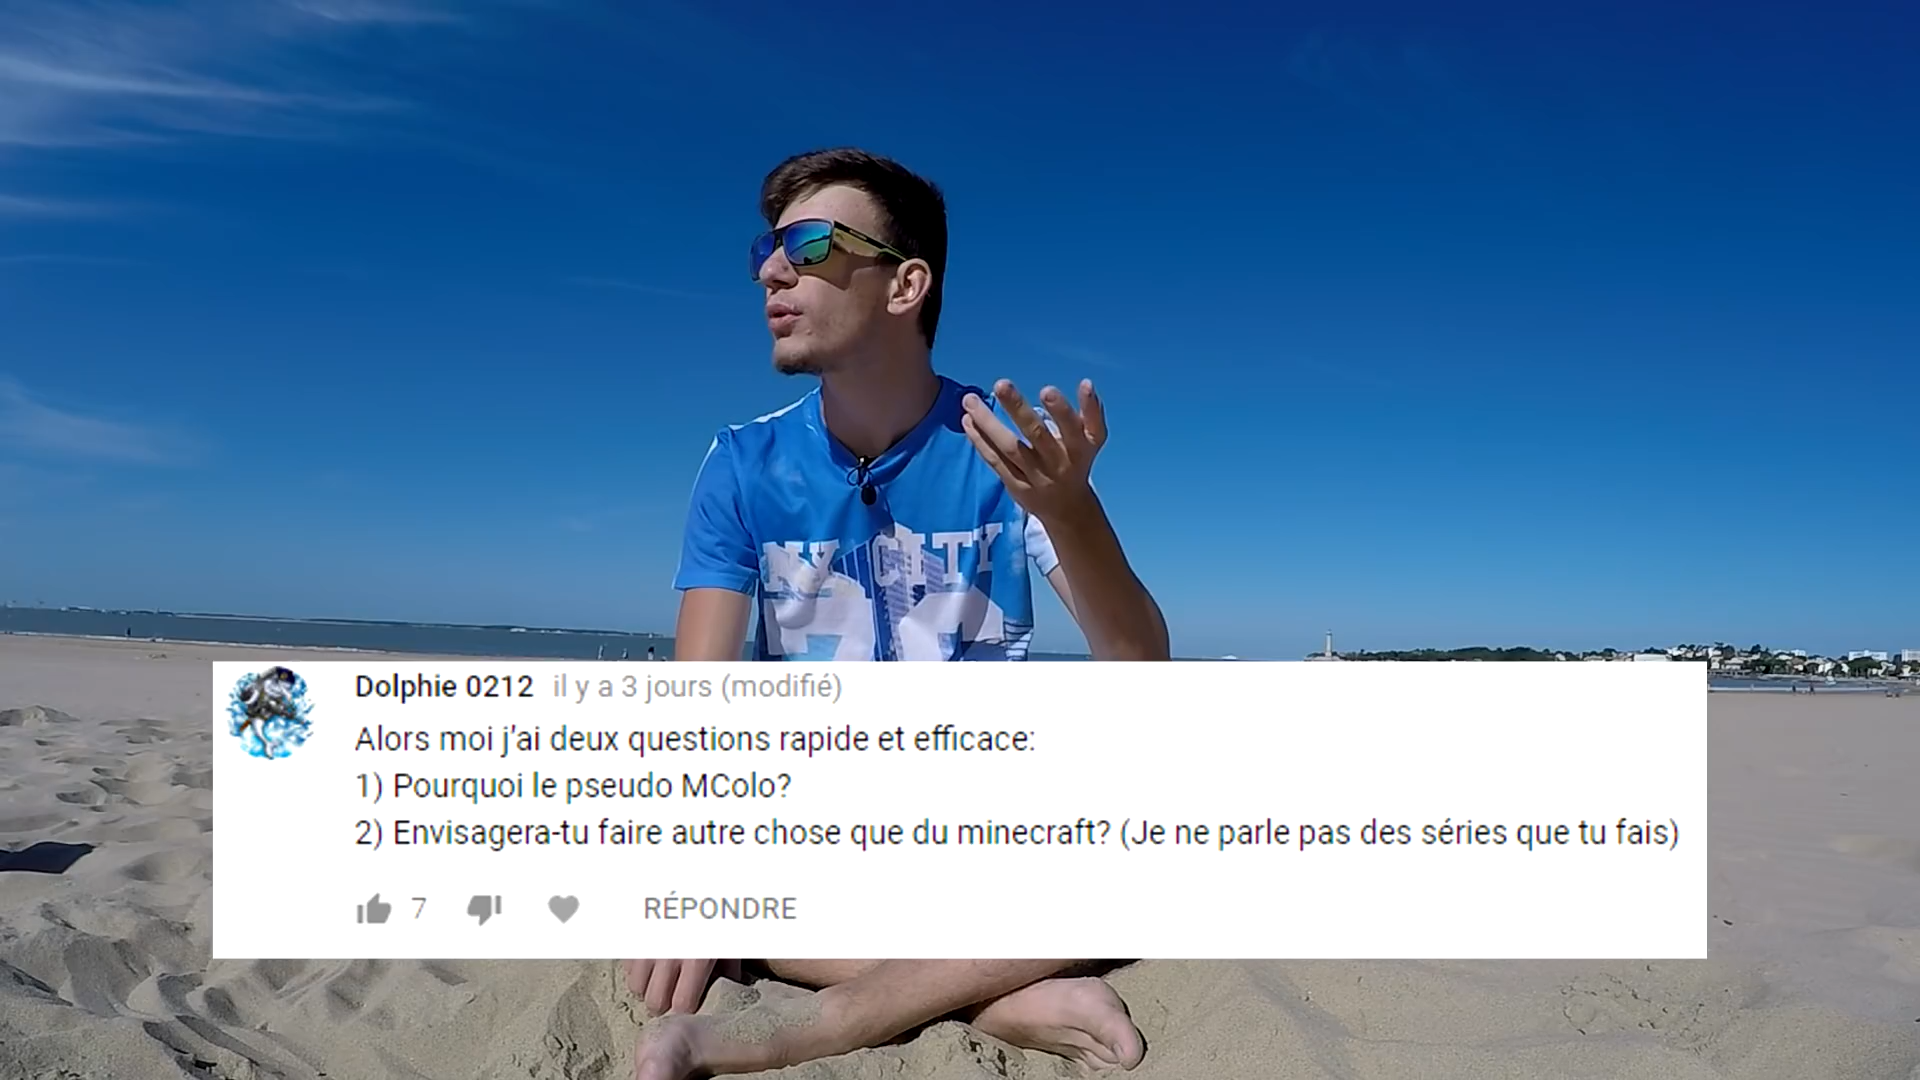 NY CITY
Dolphie 0212 il y a 3 jours (modifié)
Alors moi j'ai deux questions rapide et efficace:
1) Pourquoi le pseudo MColo?
2) Envisagera-tu faire autre chose que du minecraft? (Je ne parle pas des séries que tu fais)
7 RÉPONDRE